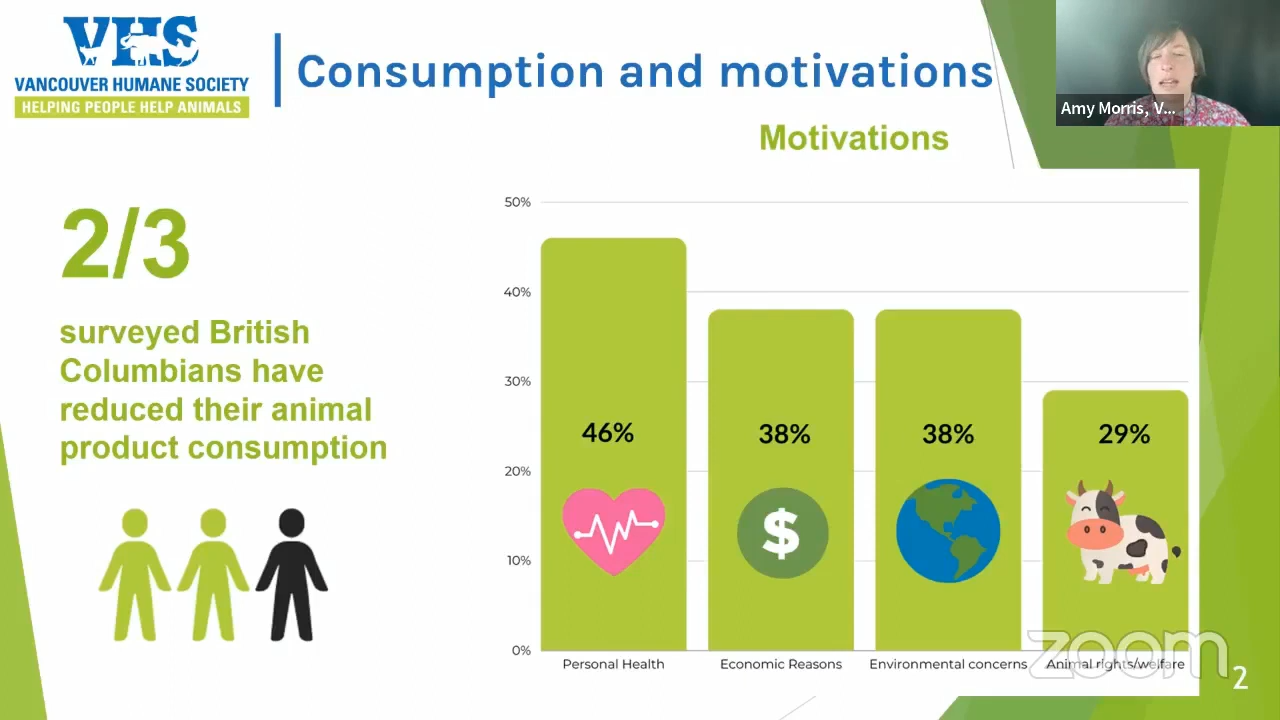 VHS
VANCOUVER HUMANE SOCIETY
HELPING PEOPLE HELP ANIMALS
Consumption and motivations
Amy Morris, V...
Motivations
2/3
surveyed British
Columbians have
reduced their animal
product consumption
50%
40%
30%
20%
10%
0%
46%
38%
$
38%
29%
Personal Health
Economic Reasons
Environmental concerns
Animal rights/welfare
zoom
2